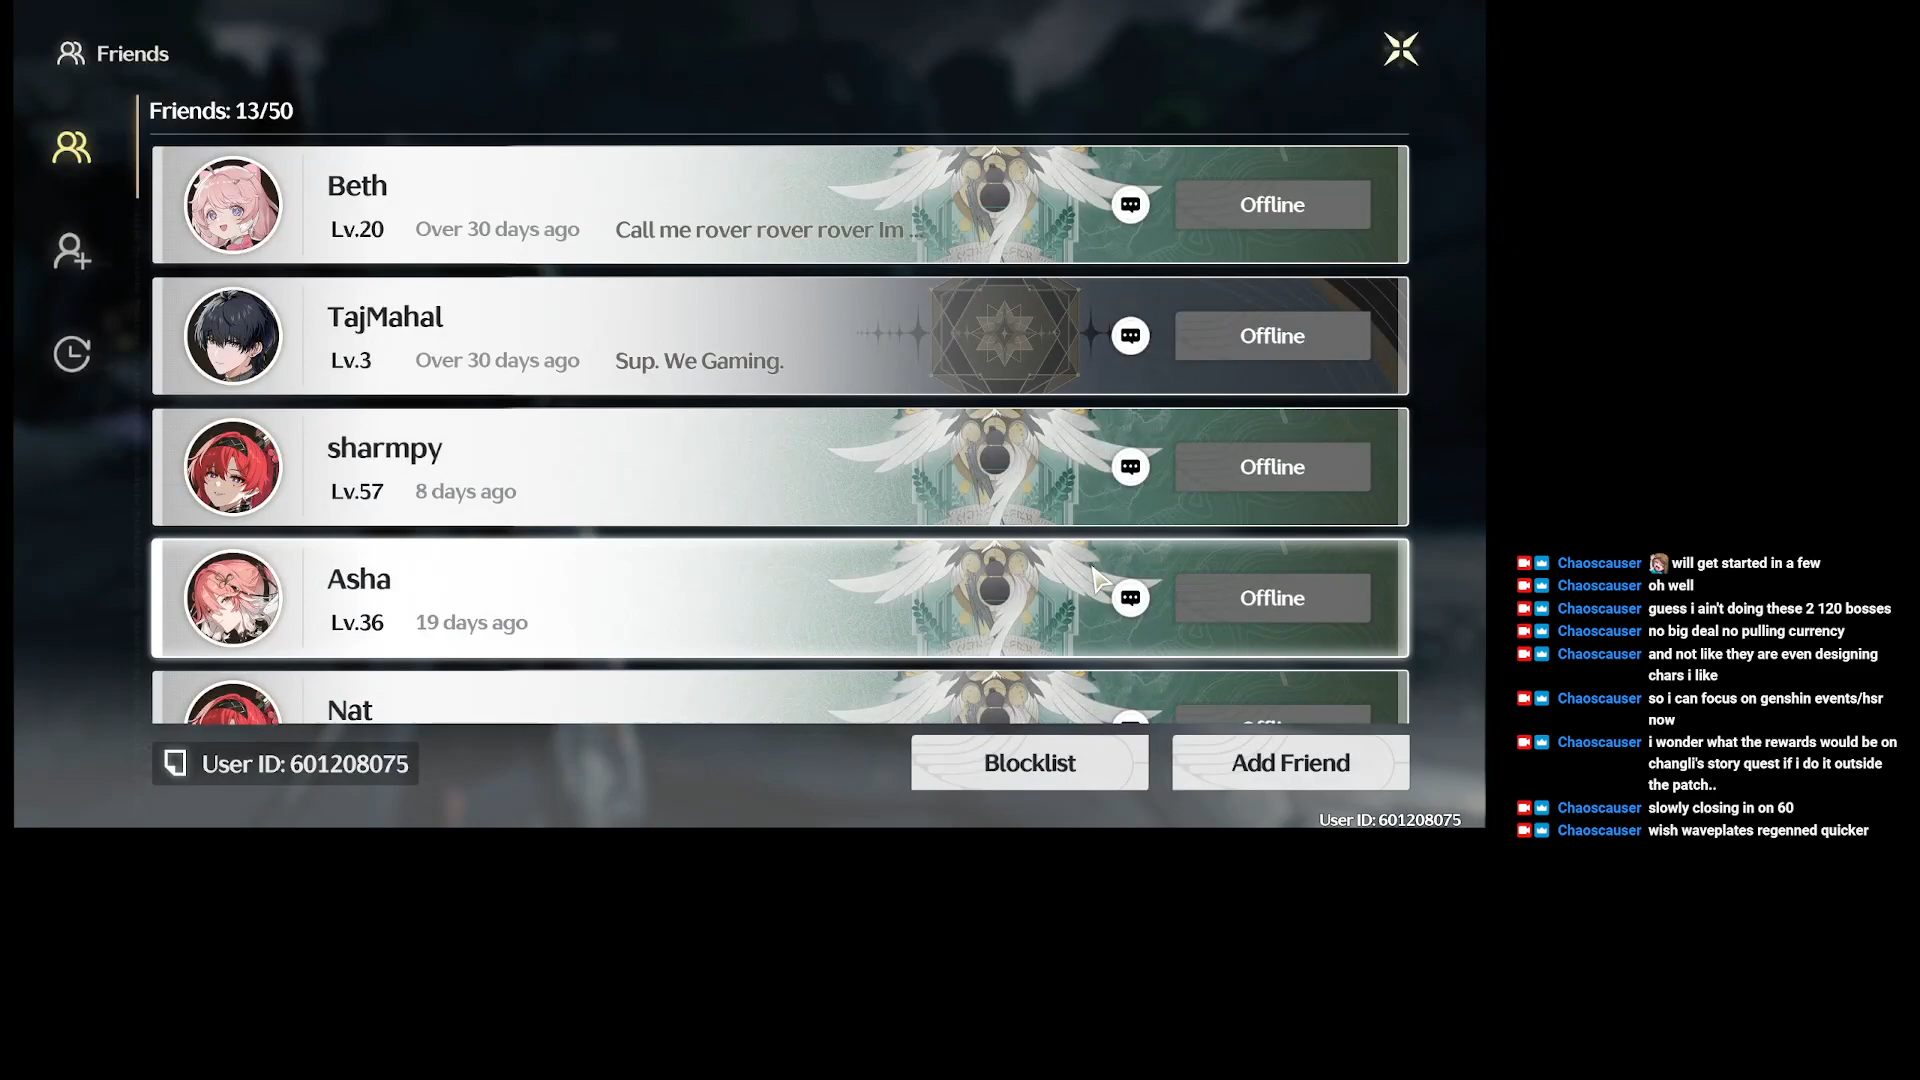 Friends
Friends: 13/50
Beth
Lv.20 Over 30 days ago Call me rover rover rover Im ...
Offline
TajMahal
Lv.3 Over 30 days ago Sup. We Gaming.
Offline
sharmpy
Lv.57 8 days ago
Offline
Asha
Lv.36 19 days ago
Offline
Nat
User ID: 601208075
Blocklist
Add Friend
User ID: 601208075
Chaoscauser will get started in a few
Chaoscauser oh well
Chaoscauser guess i ain't doing these 2 120 bosses
Chaoscauser no big deal no pulling currency
Chaoscauser and not like they are even designing
chars i like
Chaoscauser so i can focus on genshin events/hsr
now
Chaoscauser i wonder what the rewards would be on
changli's story quest if i do it outside
the patch..
Chaoscauser slowly closing in on 60
Chaoscauser wish waveplates regenned quicker